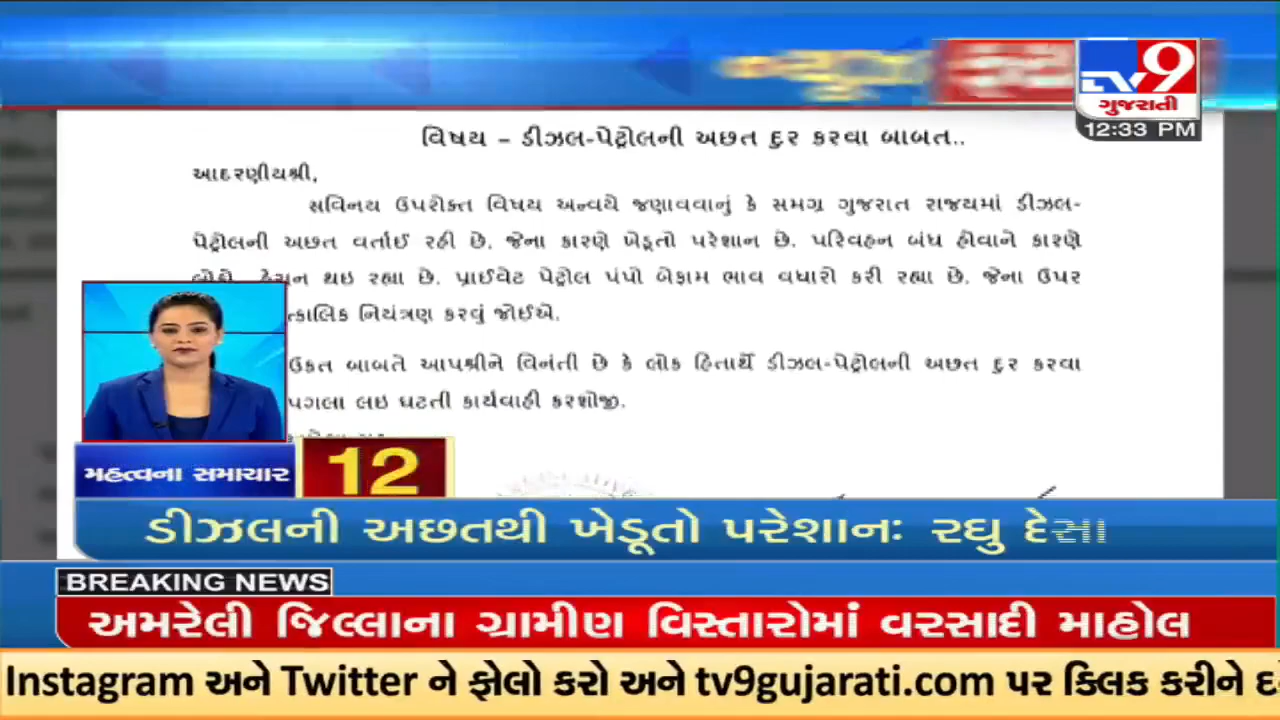 tv9
ગુજરાતી
12:33 PM
વિષય – ડીઝલ-પેટ્રોલની અછત દુર કરવા બાબત..
આદરણીયશ્રી,
સવિનય ઉપરોક્ત વિષય અન્વયે જણાવવાનું કે સમગ્ર ગુજરાત રાજયમાં ડીઝલ-
પેટ્રોલની અછત વર્તાઈ રહી છે. જેના કારણે ખેડૂતો પરેશાન છે. પરિવહન બંધ હોવાને કારણે
થઇ રહ્યા છે. પ્રાઈવેટ પેટ્રોલ પંપો બેફામ ભાવ વધારો કરી રહ્યા છે. જેના ઉપર
નિયંત્રણ કરવું જોઈએ.
ઉકત બાબતે આપશ્રીને વિનંતી છે કે લોક હિતાર્થે ડીઝલ-પેટ્રોલની અછત દુર કરવા
પગલા લઇ ઘટતી કાર્યવાહી કરશોજી.
મહત્વના સમાચાર
12
ડીઝલની અછતથી ખેડૂતો પરેશાનઃ રઘુ દેસા
BREAKING NEWS
અમરેલી જિલ્લાના ગ્રામીણ વિસ્તારોમાં વરસાદી માહોલ
Instagram અને Twitter ને ફોલો કરો અને tv9gujarati.com પર ક્લિક કરીને